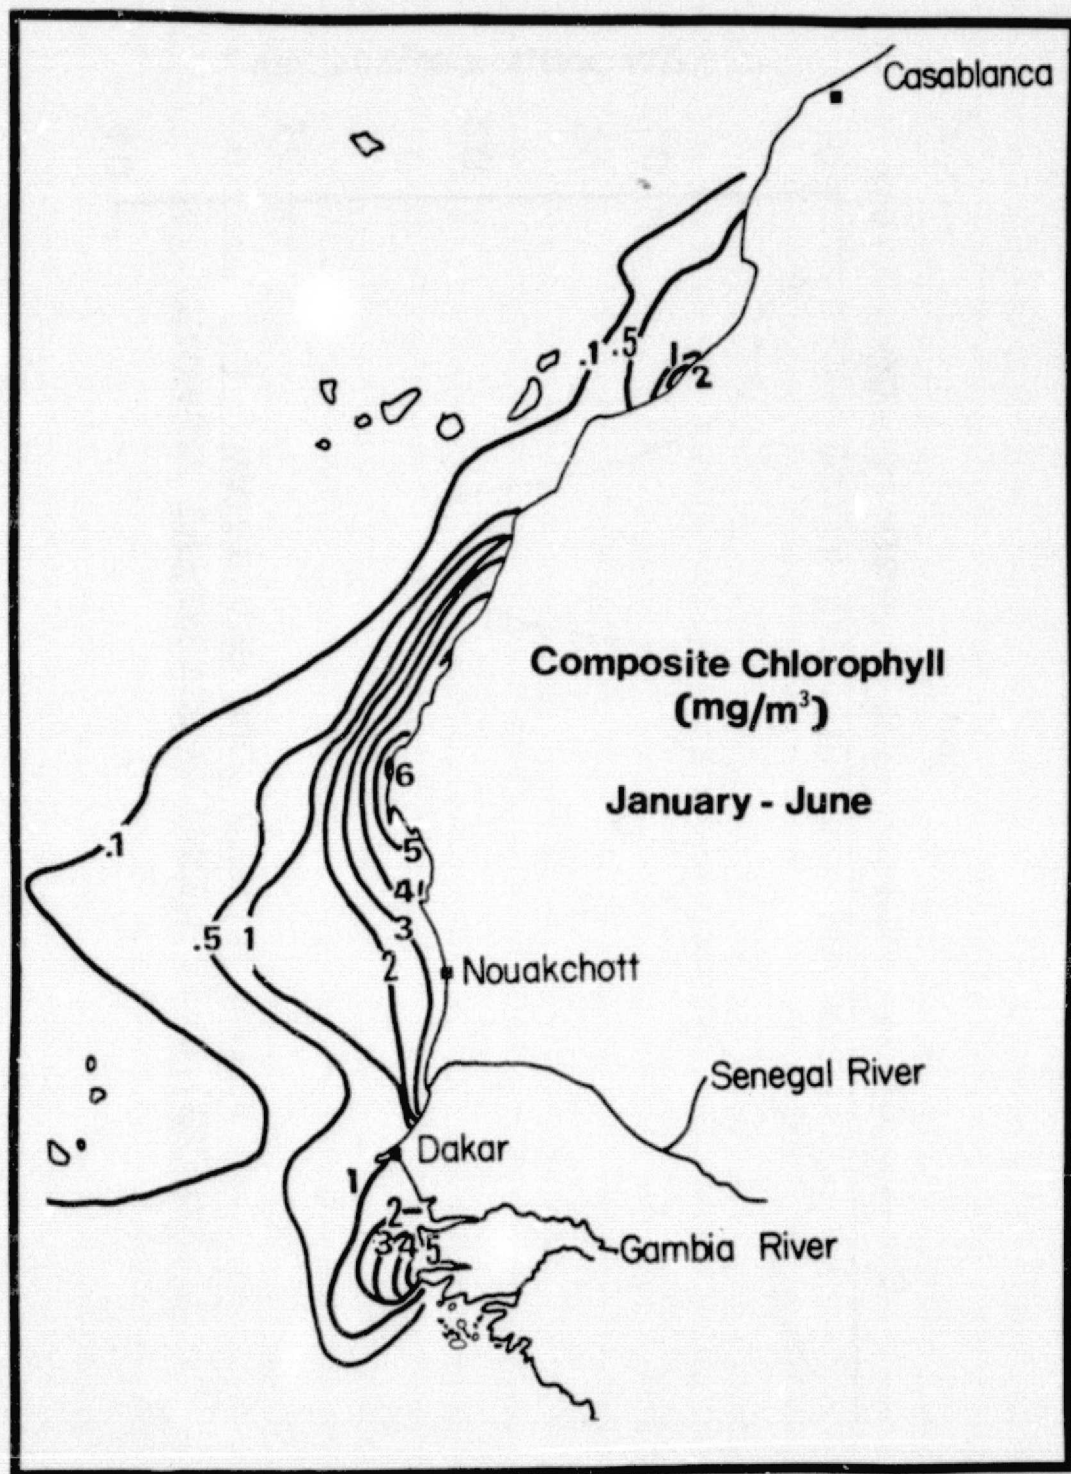 Casablanca
.1 .5 1 2
Composite Chlorophyll
(mg/m³)
6
January - June
.1
5
4
.5 1
3
2
Nouakchott
Senegal River
Dakar
1
2
3 4 5
Gambia River